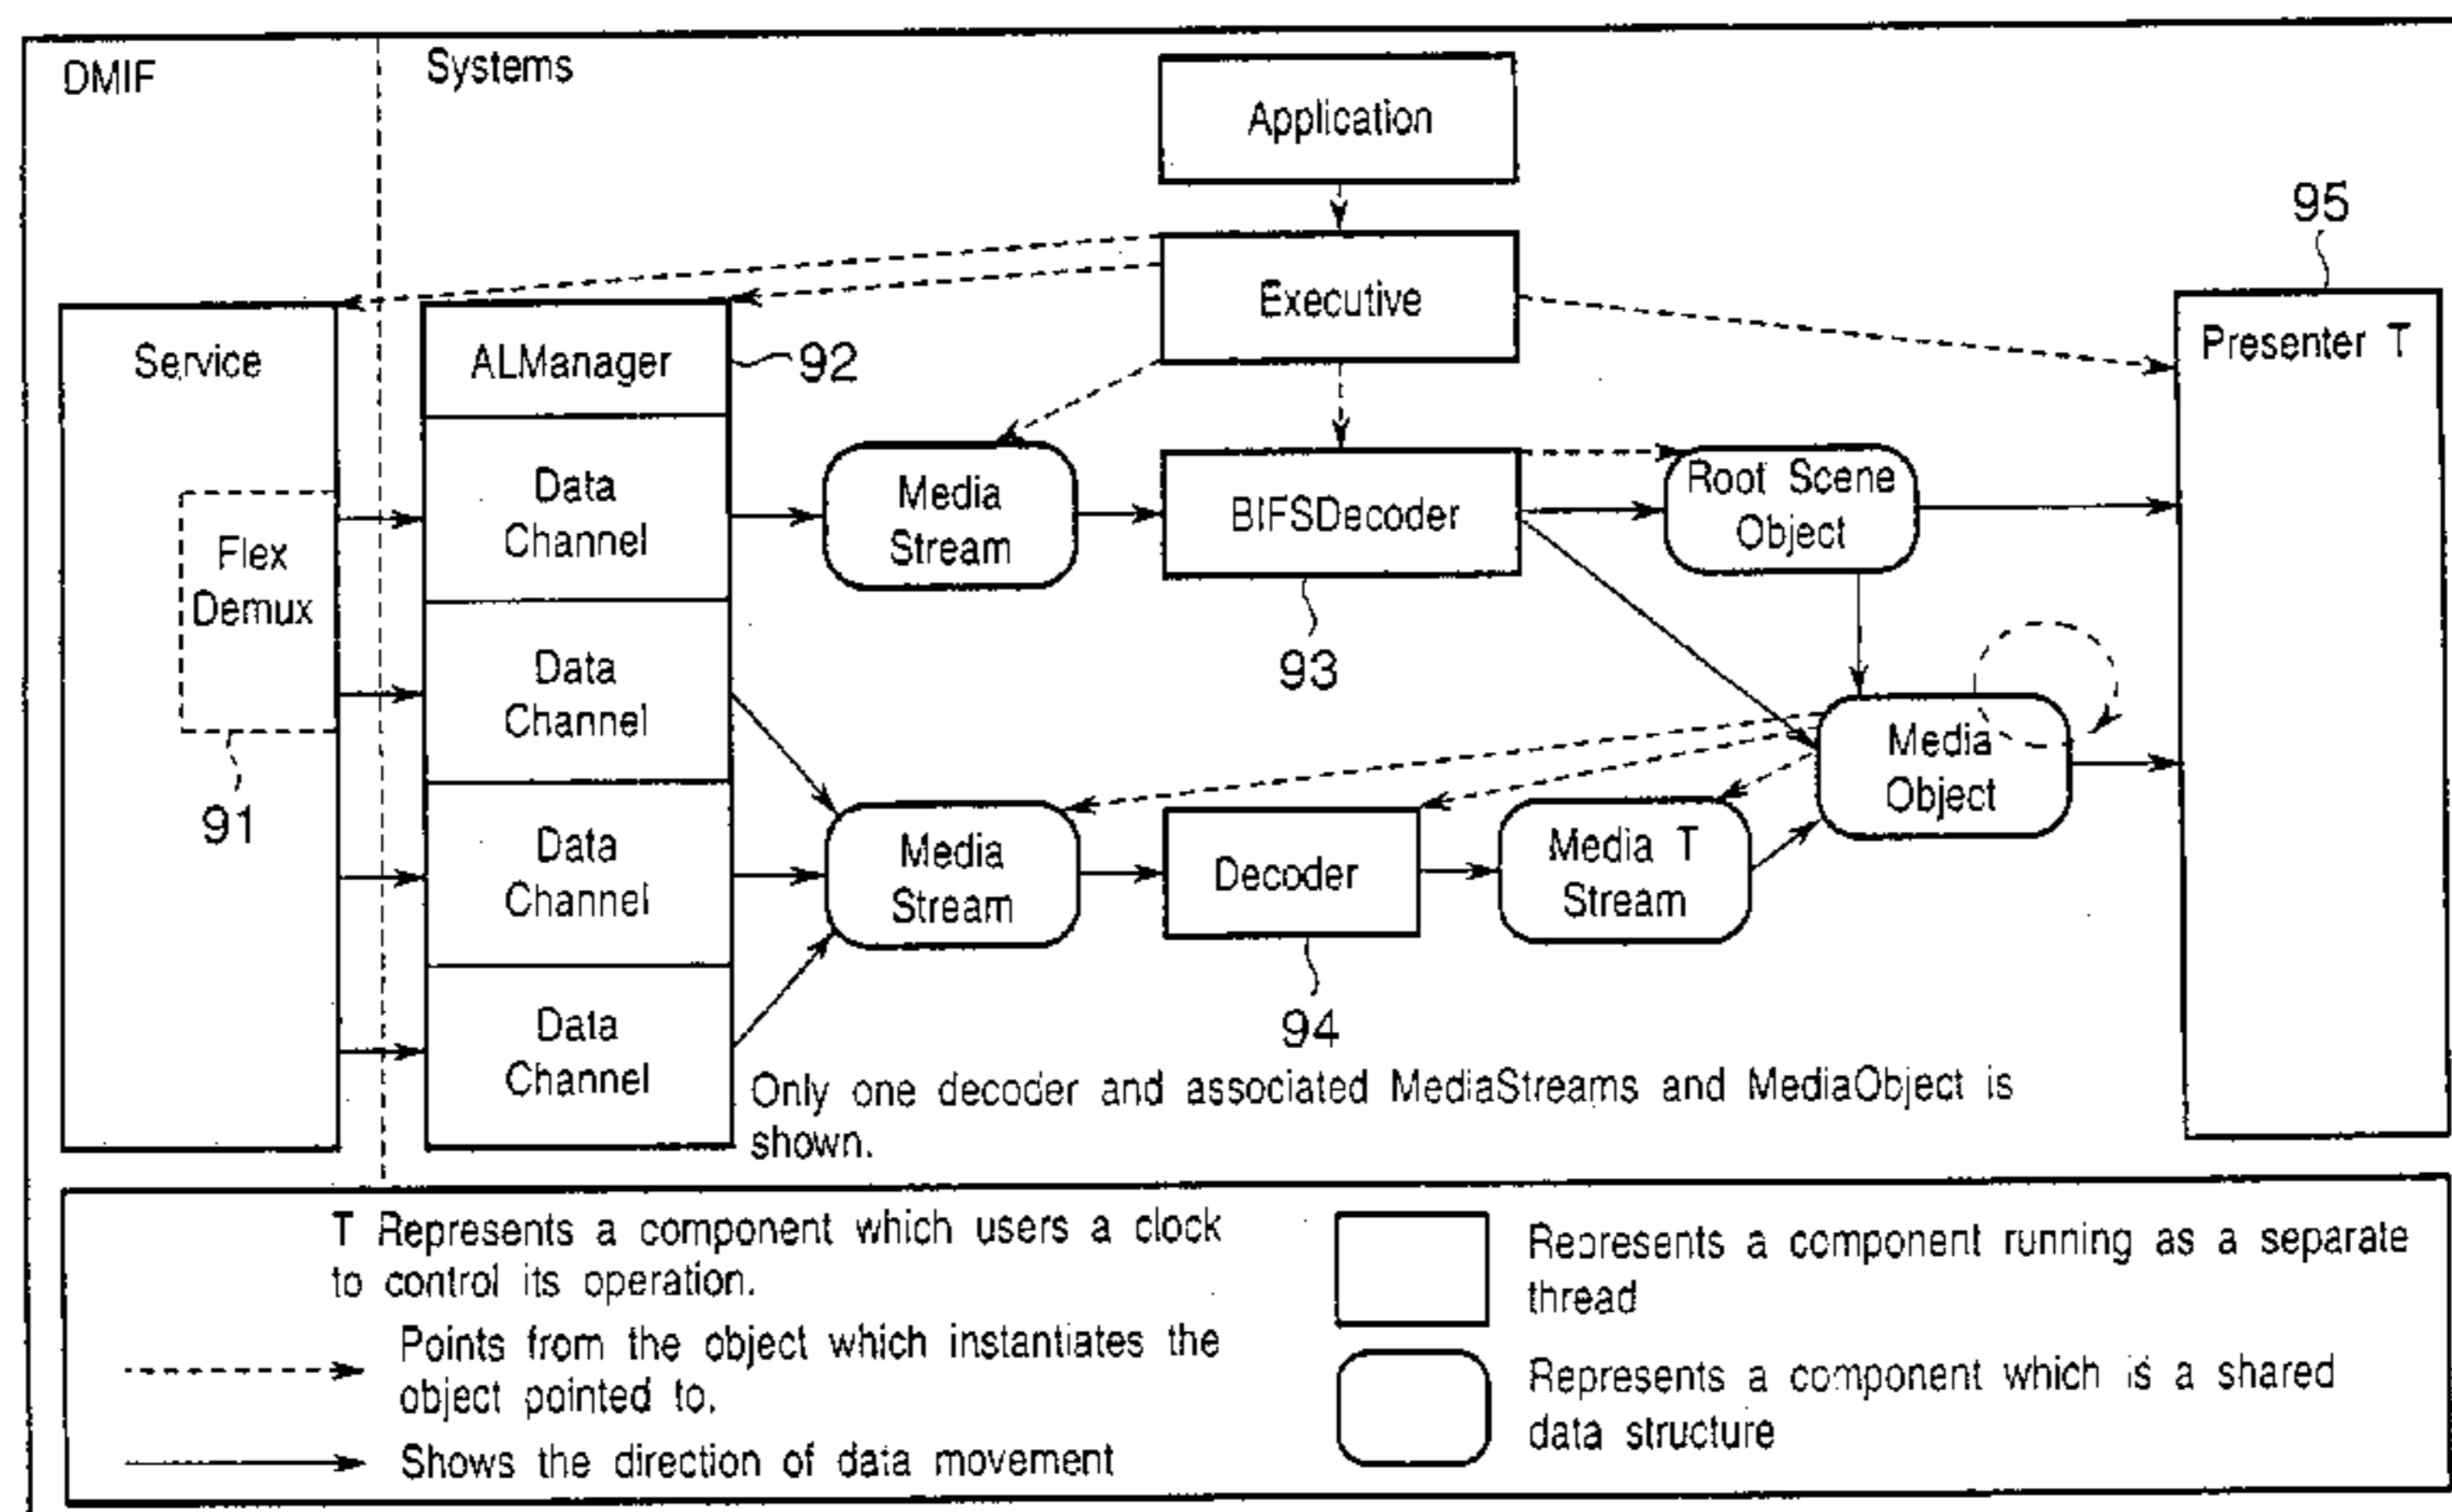 DMIF
Systems
Application
95
Executive
Presenter T
Service
ALManager
92
Data
Channel
Media
Stream
BIFSDecoder
Root Scene
Object
Flex
Demux
93
Data
Channel
Media
Object
91
Data
Channel
Media
Stream
Decoder
Media T
Stream
94
Data
Channel
Only one decoder and associated MediaStreams and MediaObject is
shown.
T Represents a component which users a clock
to control its operation.
Points from the object which instantiates the
object pointed to.
Shows the direction of data movement
Represents a component running as a separate
thread
Represents a component which is a shared
data structure